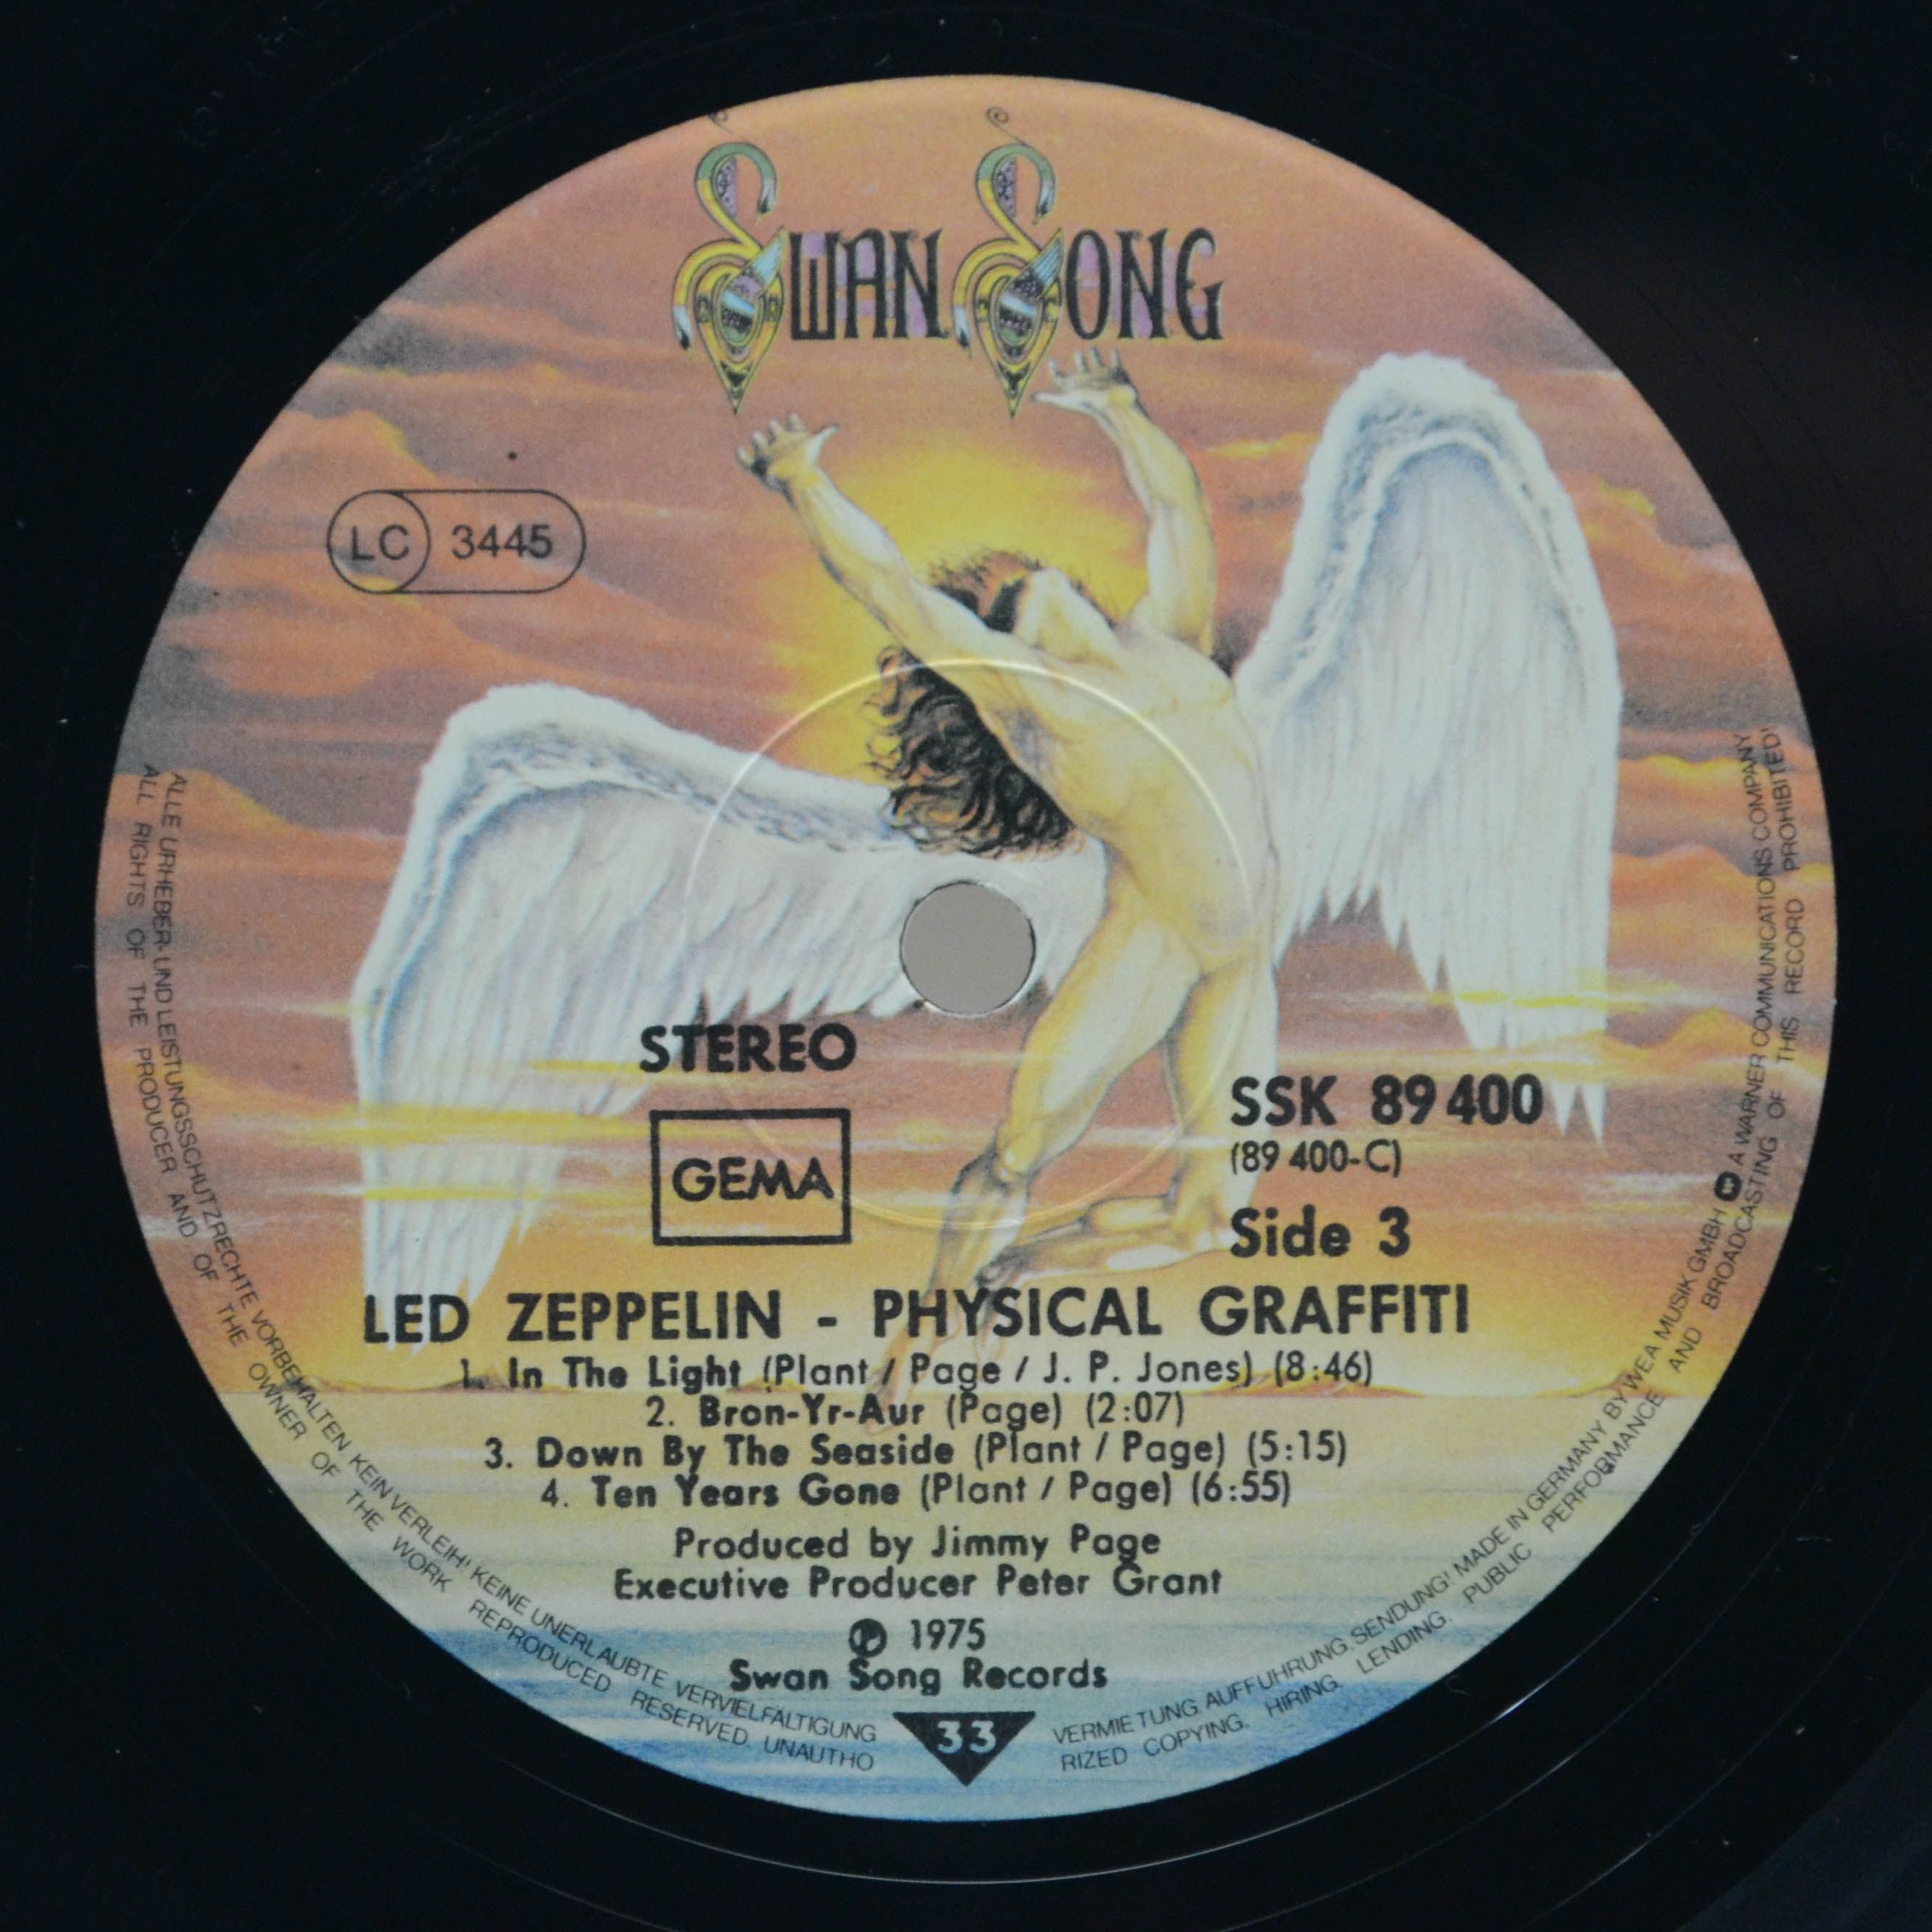 SWAN SONG
LC 3445
STEREO
GEMA
SSK 89 400
(89 400-C)
Side 3
LED ZEPPELIN - PHYSICAL GRAFFITI
1. In The Light (Plant / Page / J. P. Jones) (8:46)
2. Bron-Yr-Aur (Page) (2:07)
3. Down By The Seaside (Plant / Page) (5:15)
4. Ten Years Gone (Plant / Page) (6:55)
Produced by Jimmy Page
Executive Producer Peter Grant
℗ 1975
Swan Song Records
33
ALLE URHEBER- UND LEISTUNGSSCHUTZRECHTE VORBEHALTEN KEIN VERLEIH! KEINE UNERLAUBTE VERVIELFÄLTIGUNG VERMIETUNG AUFFÜHRUNG SENDUNG! MADE IN GERMANY BY WEA MUSIK GMBH A WARNER COMMUNICATIONS COMPANY
ALL RIGHTS OF THE PRODUCER AND OF THE OWNER OF THE WORK REPRODUCED RESERVED UNAUTHORIZED COPYING. HIRING. LENDING. PUBLIC PERFORMANCE AND BROADCASTING OF THIS RECORD PROHIBITED!